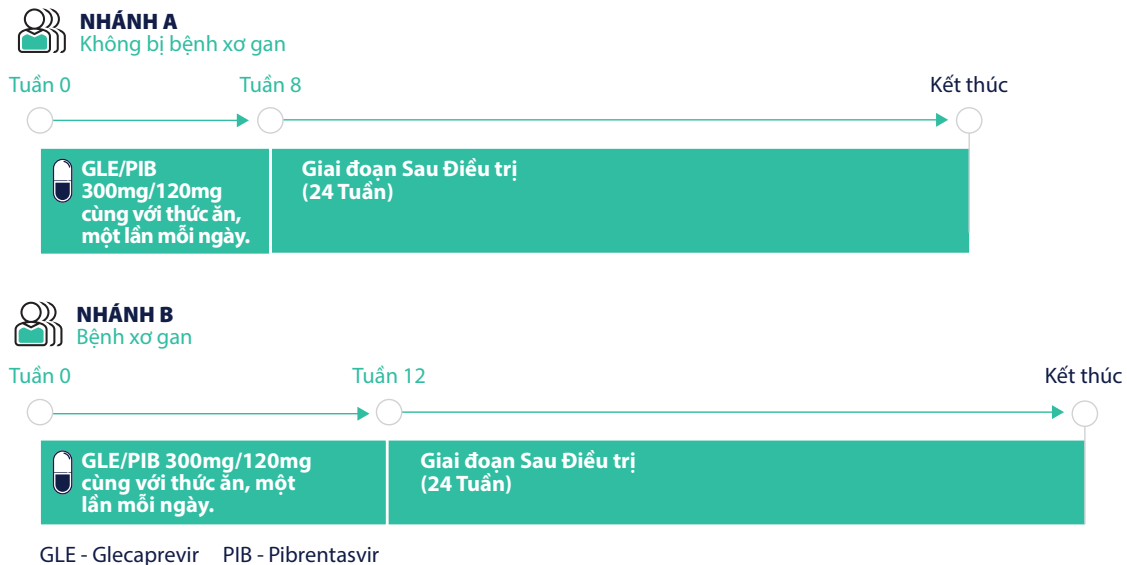 NHÁNH A
Không bị bệnh xơ gan
Tuần 0 Tuần 8 Kết thúc
GLE/PIB
300mg/120mg
cùng với thức ăn,
một lần mỗi ngày.
Giai đoạn Sau Điều trị
(24 Tuần)
NHÁNH B
Bệnh xơ gan
Tuần 0 Tuần 12 Kết thúc
GLE/PIB 300mg/120mg
cùng với thức ăn, một
lần mỗi ngày.
Giai đoạn Sau Điều trị
(24 Tuần)
GLE - Glecaprevir PIB - Pibrentasvir